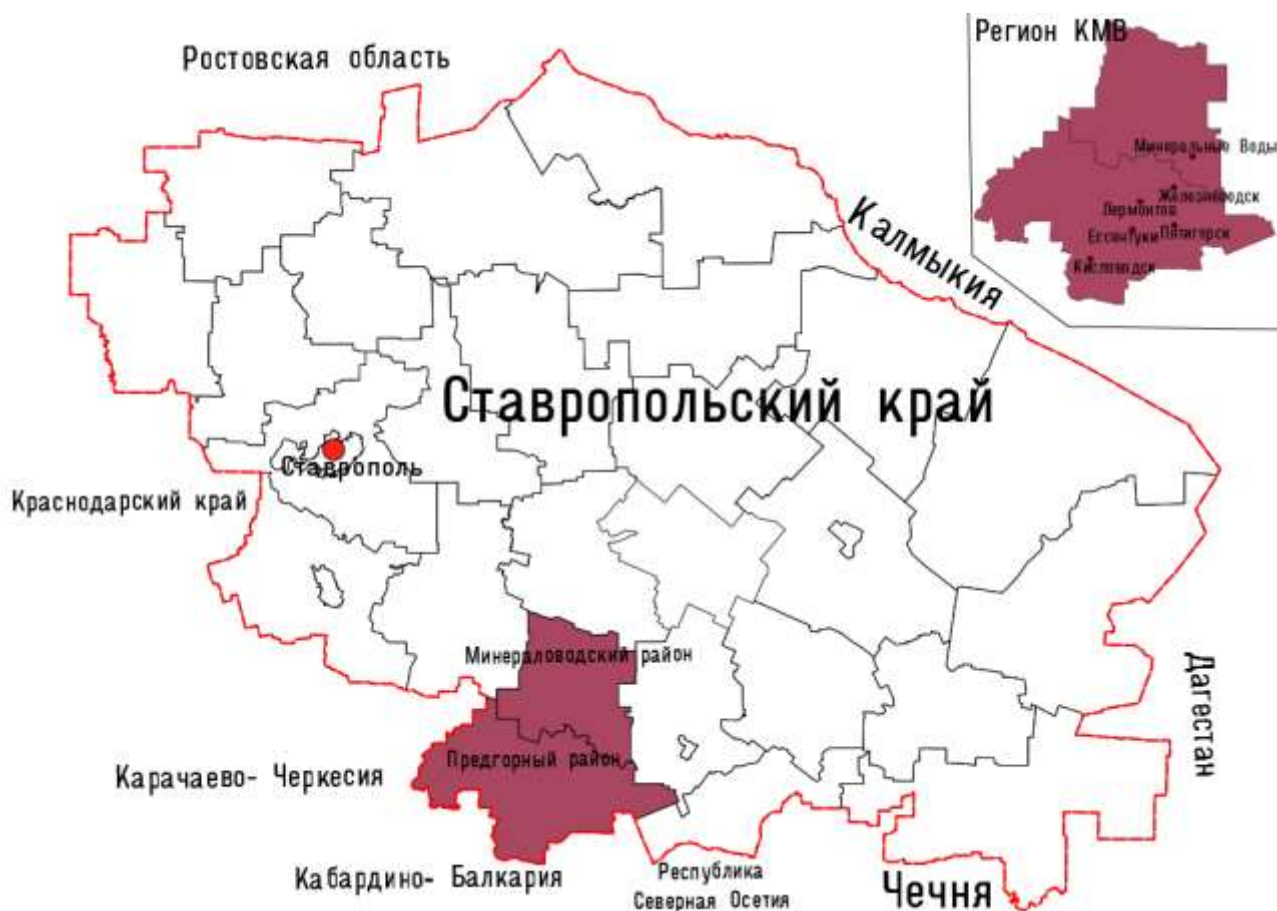 Регион КМВ
Ростовская область
Минеральные Воды
Железноводск
Лермонтов
Ессентуки
Пятигорск
Кисловодск
Калмыкия
Ставропольский край
Ставрополь
Краснодарский край
Минераловодский район
Дагестан
Предгорный район
Карачаево- Черкесия
Кабардино- Балкария
Республика
Северная Осетия
Чечня